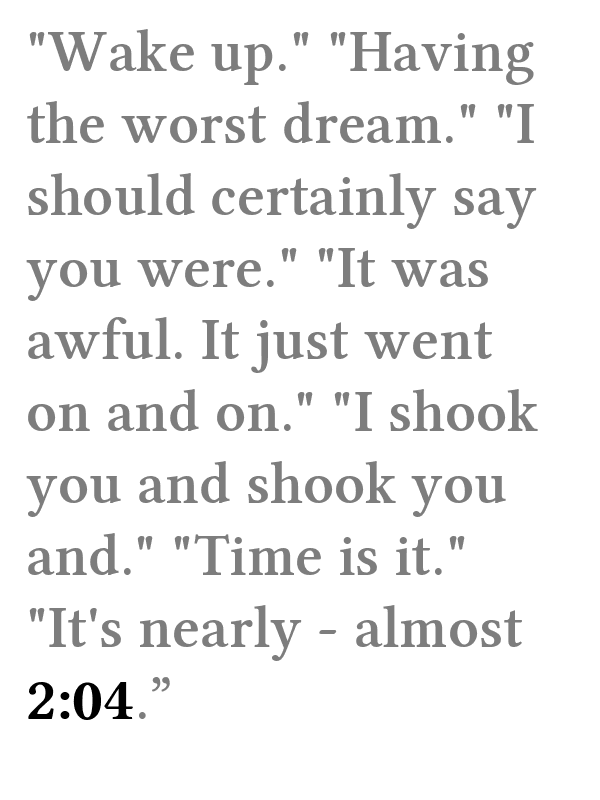 "Wake up." "Having
the worst dream." "I
should certainly say
you were." "It was
awful. It just went
on and on." "I shook
you and shook you
and." "Time is it."
"It's nearly - almost
2:04.”